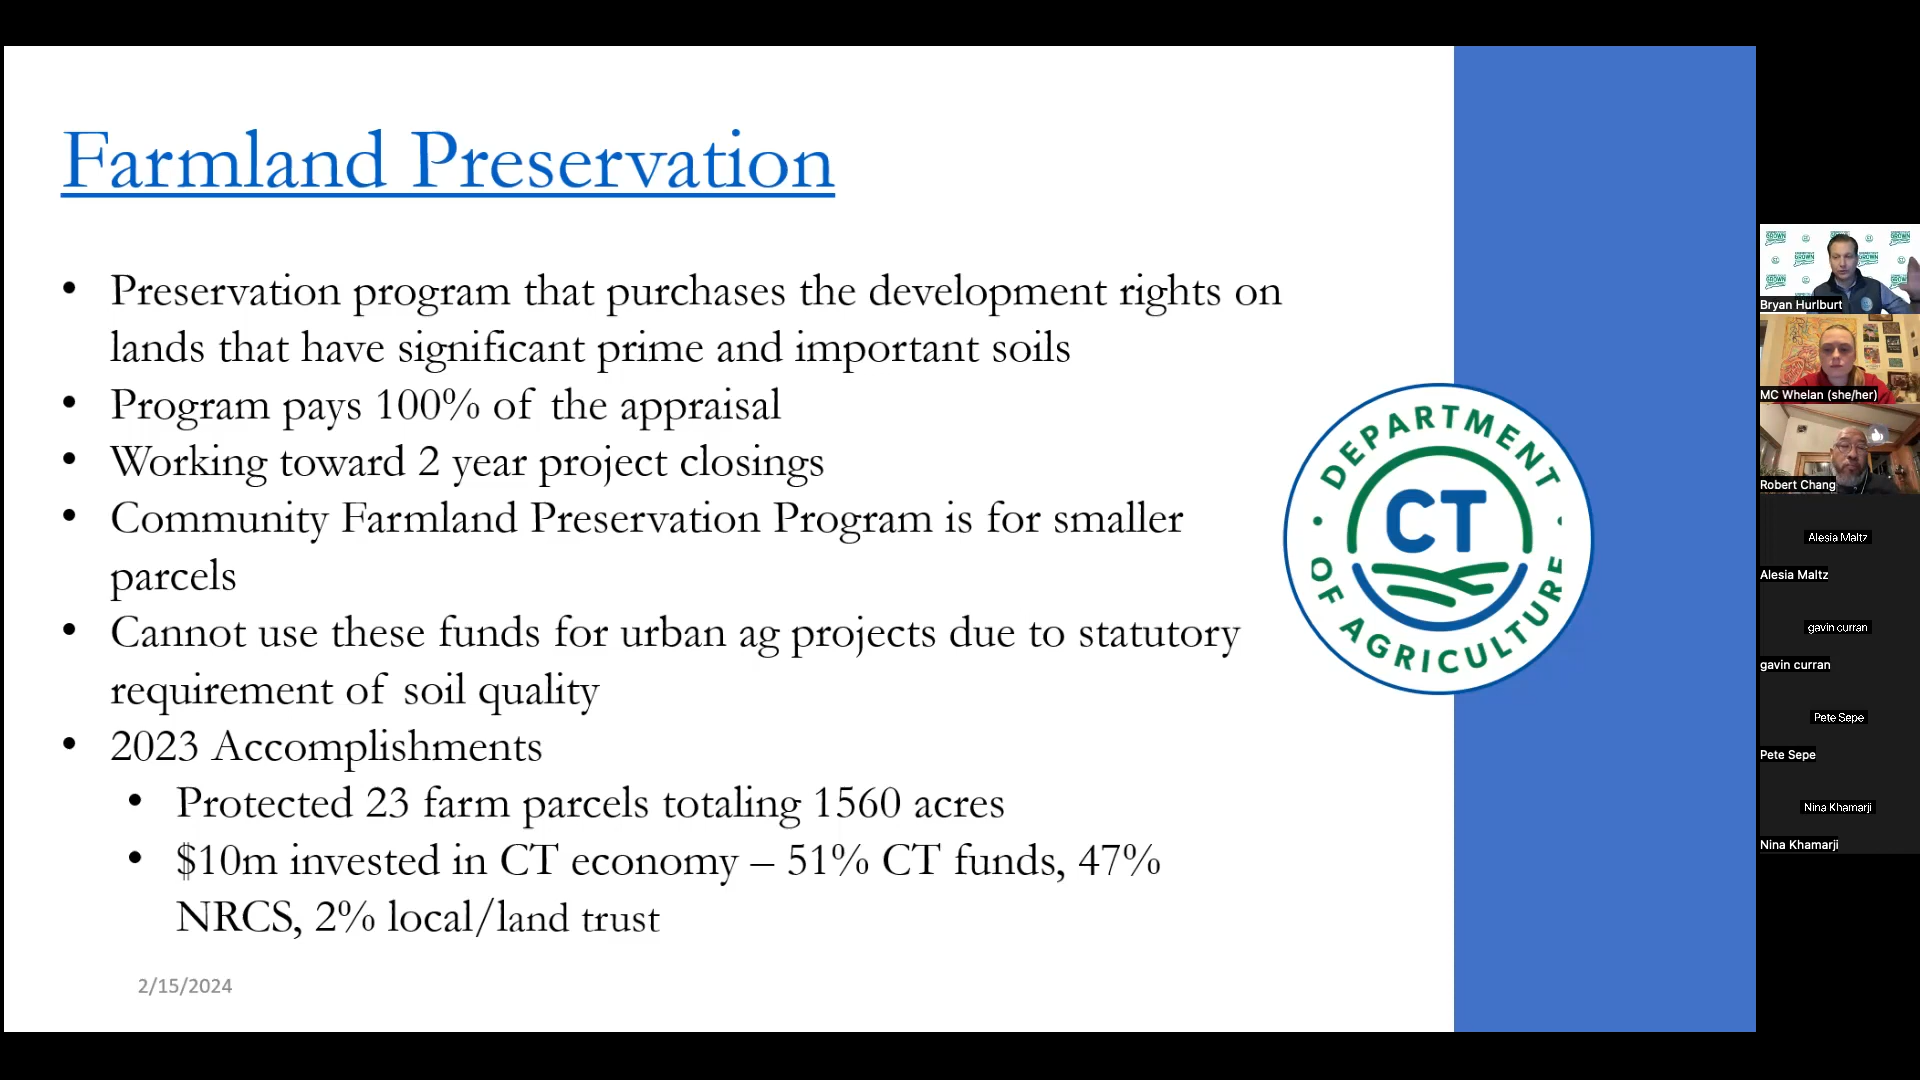 Farmland Preservation
• Preservation program that purchases the development rights on
lands that have significant prime and important soils
• Program pays 100% of the appraisal
• Working toward 2 year project closings
• Community Farmland Preservation Program is for smaller
parcels
• Cannot use these funds for urban ag projects due to statutory
requirement of soil quality
• 2023 Accomplishments
• Protected 23 farm parcels totaling 1560 acres
• $10m invested in CT economy – 51% CT funds, 47%
NRCS, 2% local/land trust
2/15/2024
• DEPARTMENT •
CT
OF AGRICULTURE
Bryan Hurlburt
MC Whelan (she/her)
Robert Chang
Alesia Maltz
Alesia Maltz
gavin curran
gavin curran
Pete Sepe
Pete Sepe
Nina Khamarji
Nina Khamarji